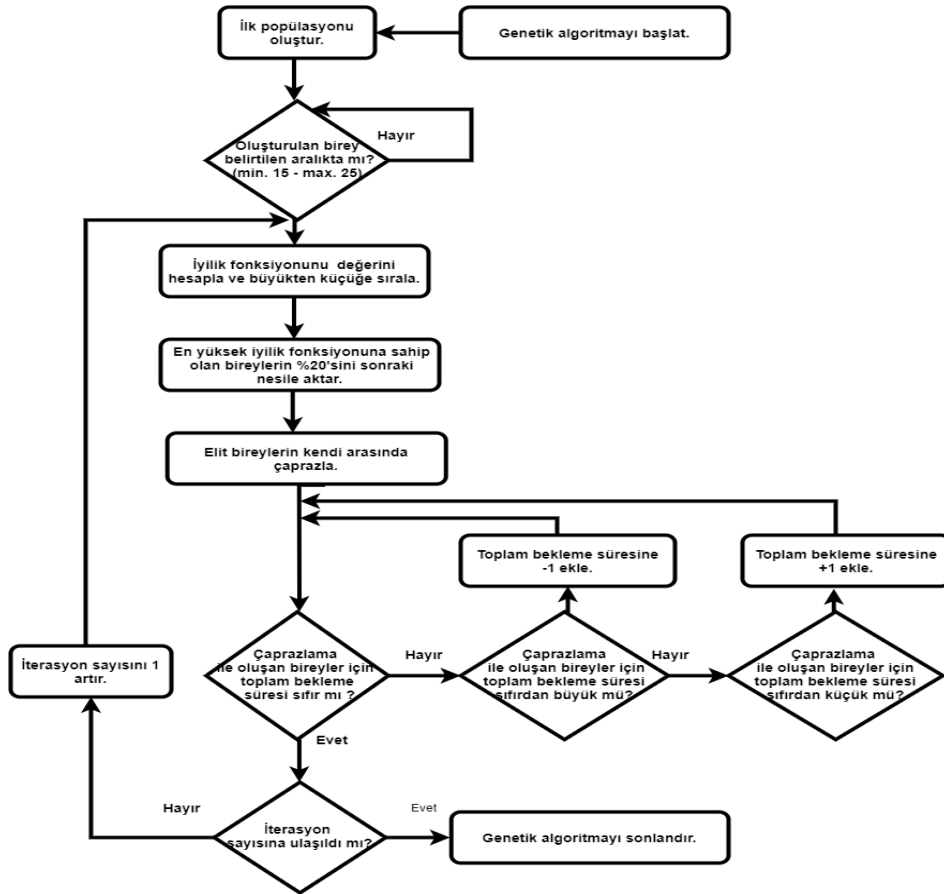 İlk popülasyonu
oluştur.
Genetik algoritmayı başlat.
Hayır
Oluşturulan birey
belirtilen aralıkta mı?
(min. 15 - max. 25)
İyilik fonksiyonunu değerini
hesapla ve büyükten küçüğe sırala.
En yüksek iyilik fonksiyonuna sahip
olan bireylerin %20'sini sonraki
nesile aktar.
Elit bireylerin kendi arasında
çaprazla.
Toplam bekleme süresine
-1 ekle.
Toplam bekleme süresine
+1 ekle.
İterasyon sayısını 1
artır.
Çaprazlama
ile oluşan bireyler için
toplam bekleme
süresi sıfır mı ?
Hayır
Çaprazlama
ile oluşan bireyler için
toplam bekleme süresi
sıfırdan büyük mü?
Hayır
Çaprazlama
ile oluşan bireyler için
toplam bekleme süresi
sıfırdan küçük mü?
Evet
Hayır
İterasyon
sayısına ulaşıldı mı?
Evet
Genetik algoritmayı sonlandır.